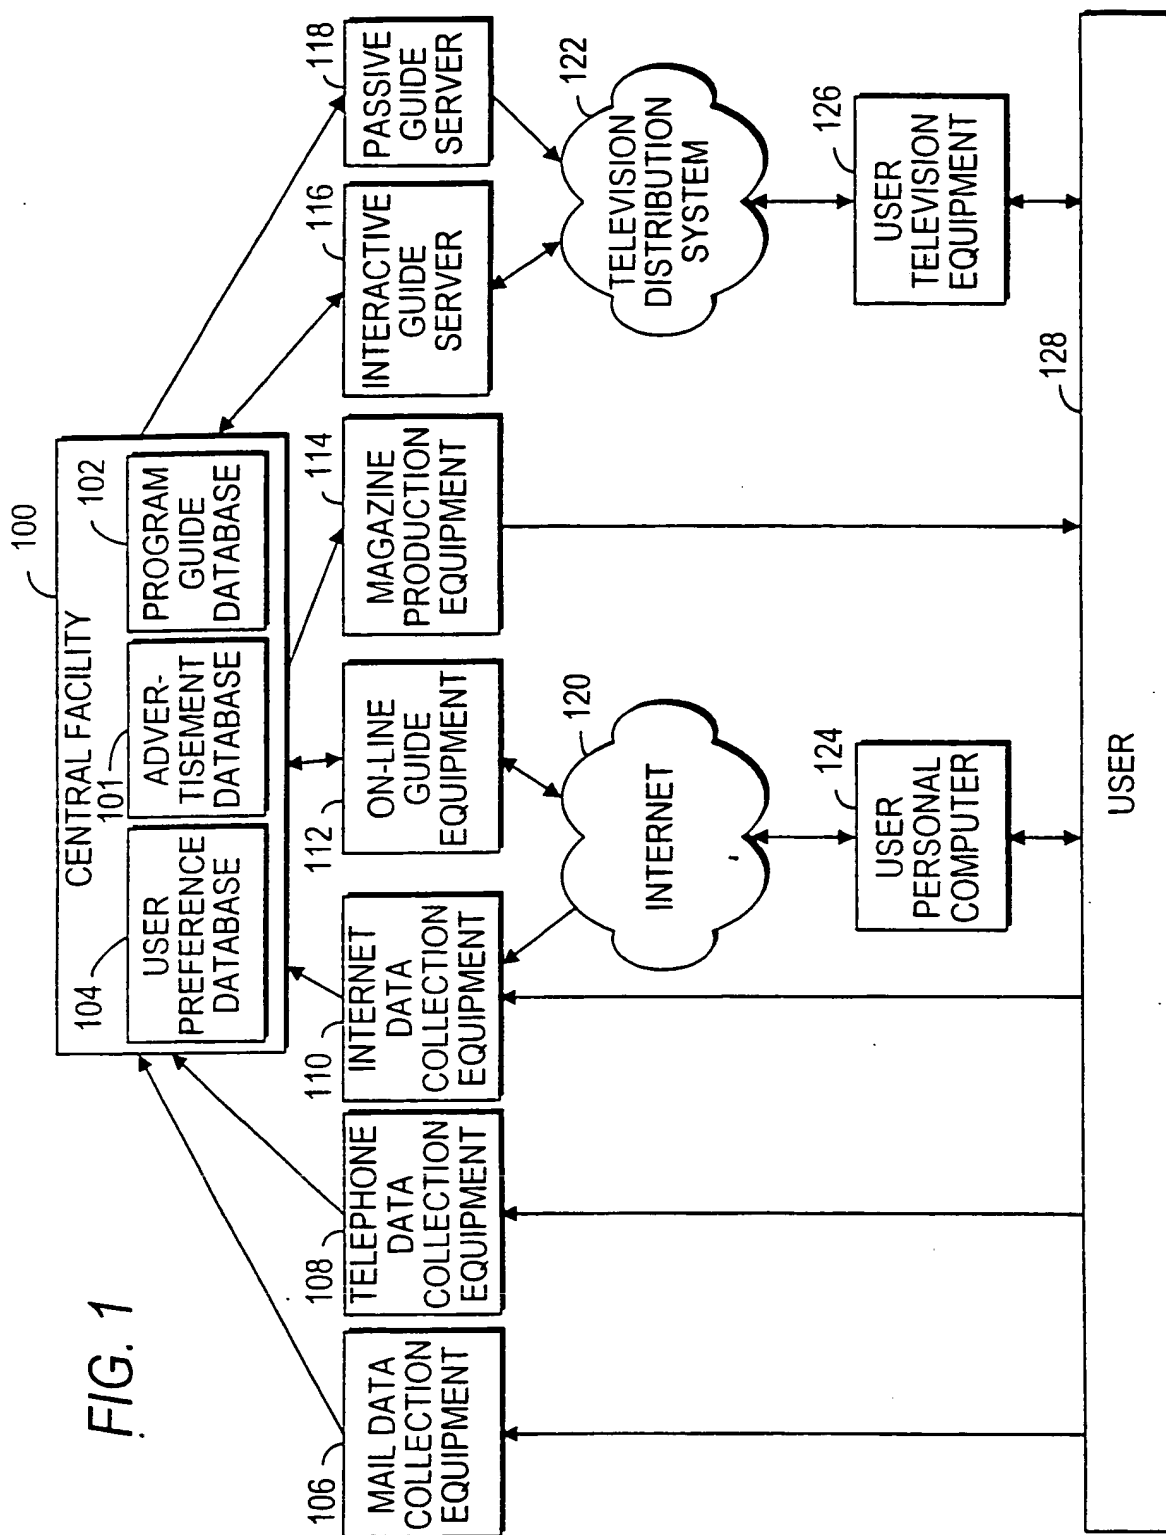 FIG. 1
100
CENTRAL FACILITY
104
USER
PREFERENCE
DATABASE
101
ADVER-
TISEMENT
DATABASE
102
PROGRAM
GUIDE
DATABASE
106
MAIL DATA
COLLECTION
EQUIPMENT
108
TELEPHONE
DATA
COLLECTION
EQUIPMENT
110
INTERNET
DATA
COLLECTION
EQUIPMENT
112
ON-LINE
GUIDE
EQUIPMENT
114
MAGAZINE
PRODUCTION
EQUIPMENT
116
INTERACTIVE
GUIDE
SERVER
118
PASSIVE
GUIDE
SERVER
120
INTERNET
122
TELEVISION
DISTRIBUTION
SYSTEM
124
USER
PERSONAL
COMPUTER
126
USER
TELEVISION
EQUIPMENT
128
USER